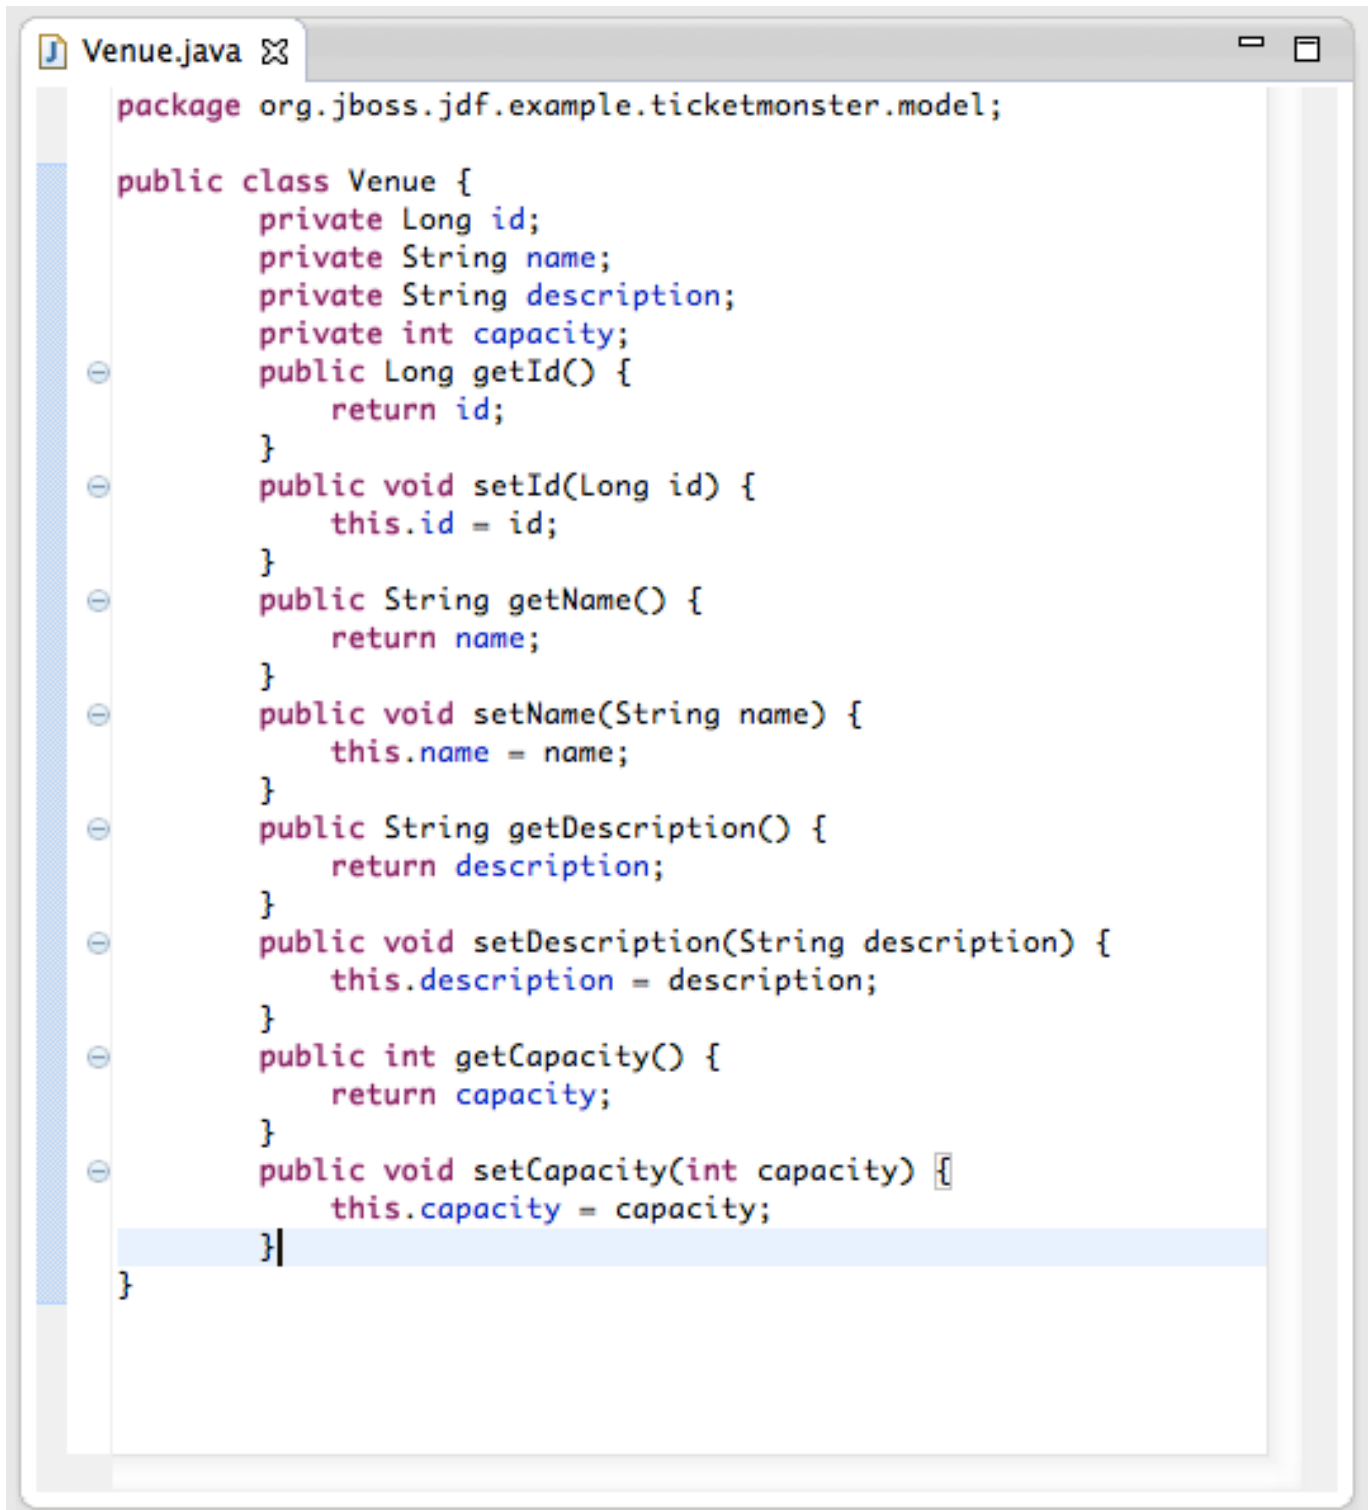 Venue.java
package org.jboss.jdf.example.ticketmonster.model;
public class Venue {
private Long id;
private String name;
private String description;
private int capacity;
public Long getId() {
return id;
}
public void setId(Long id) {
this.id = id;
}
public String getName() {
return name;
}
public void setName(String name) {
this.name = name;
}
public String getDescription() {
return description;
}
public void setDescription(String description) {
this.description = description;
}
public int getCapacity() {
return capacity;
}
public void setCapacity(int capacity) {
this.capacity = capacity;
}
}